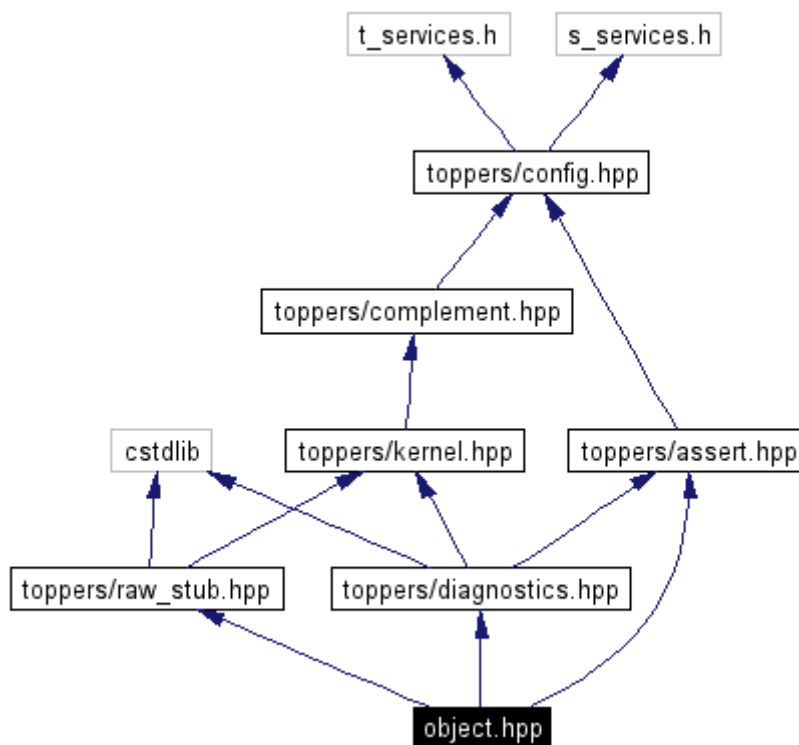 t_services.h
s_services.h
toppers/config.hpp
toppers/complement.hpp
cstdlib
toppers/kernel.hpp
toppers/assert.hpp
toppers/raw_stub.hpp
toppers/diagnostics.hpp
object.hpp